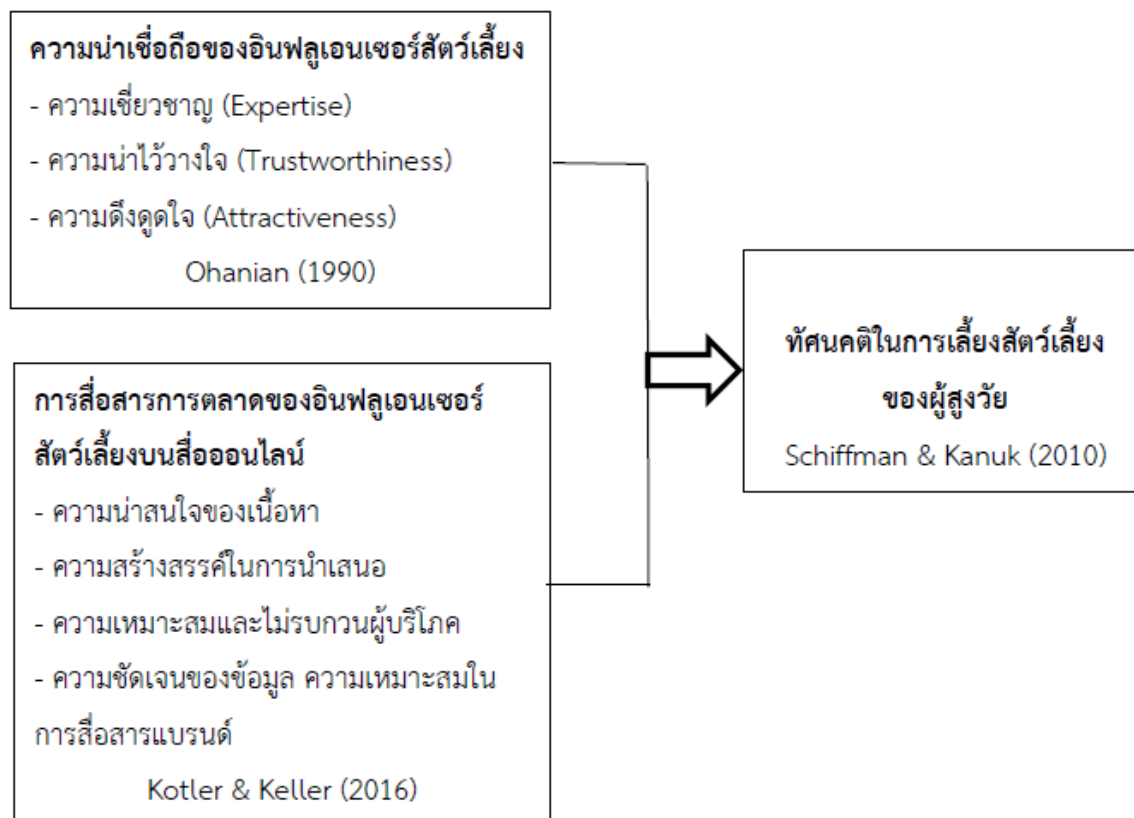 ความน่าเชื่อถือของอินฟลูเอนเซอร์สัตว์เลี้ยง
- ความเชี่ยวชาญ (Expertise)
- ความน่าไว้วางใจ (Trustworthiness)
- ความดึงดูดใจ (Attractiveness)
Ohanian (1990)
การสื่อสารการตลาดของอินฟลูเอนเซอร์
สัตว์เลี้ยงบนสื่อออนไลน์
- ความน่าสนใจของเนื้อหา
- ความสร้างสรรค์ในการนำเสนอ
- ความเหมาะสมและไม่รบกวนผู้บริโภค
- ความชัดเจนของข้อมูล ความเหมาะสมใน
การสื่อสารแบรนด์
Kotler & Keller (2016)
ทัศนคติในการเลี้ยงสัตว์เลี้ยง
ของผู้สูงวัย
Schiffman & Kanuk (2010)